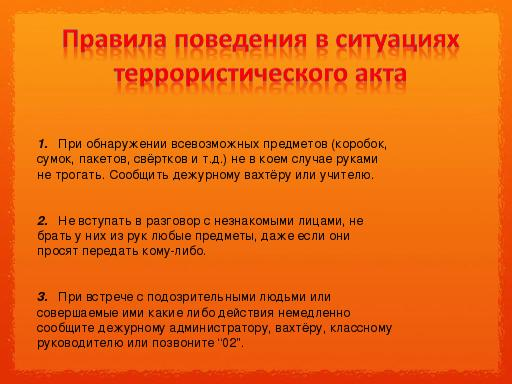 Правила поведения в ситуациях
террористического акта
1. При обнаружении всевозможных предметов (коробок,
сумок, пакетов, свёртков и т.д.) не в коем случае руками
не трогать. Сообщить дежурному вахтёру или учителю.
2. Не вступать в разговор с незнакомыми лицами, не
брать у них из рук любые предметы, даже если они
просят передать кому-либо.
3. При встрече с подозрительными людьми или
совершаемые ими какие либо действия немедленно
сообщите дежурному администратору, вахтёру, классному
руководителю или позвоните “02”.